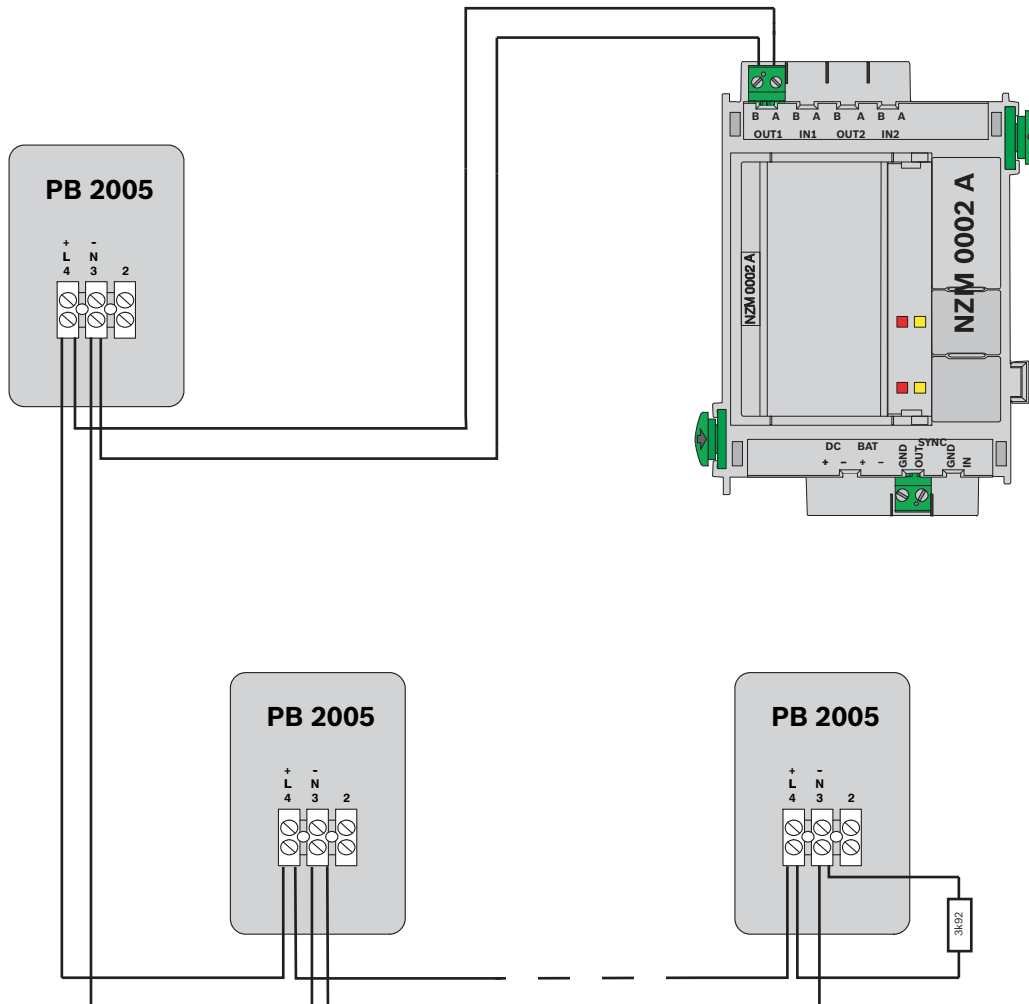 B A B A B A B A
OUT1 IN1 OUT2 IN2
NZM 0002 A
NZM 0002 A
DC BAT GND OUT SYNC GND IN
+ − + −
PB 2005
+ -
L N
4 3 2
PB 2005
+ -
L N
4 3 2
PB 2005
+ -
L N
4 3 2
3k92